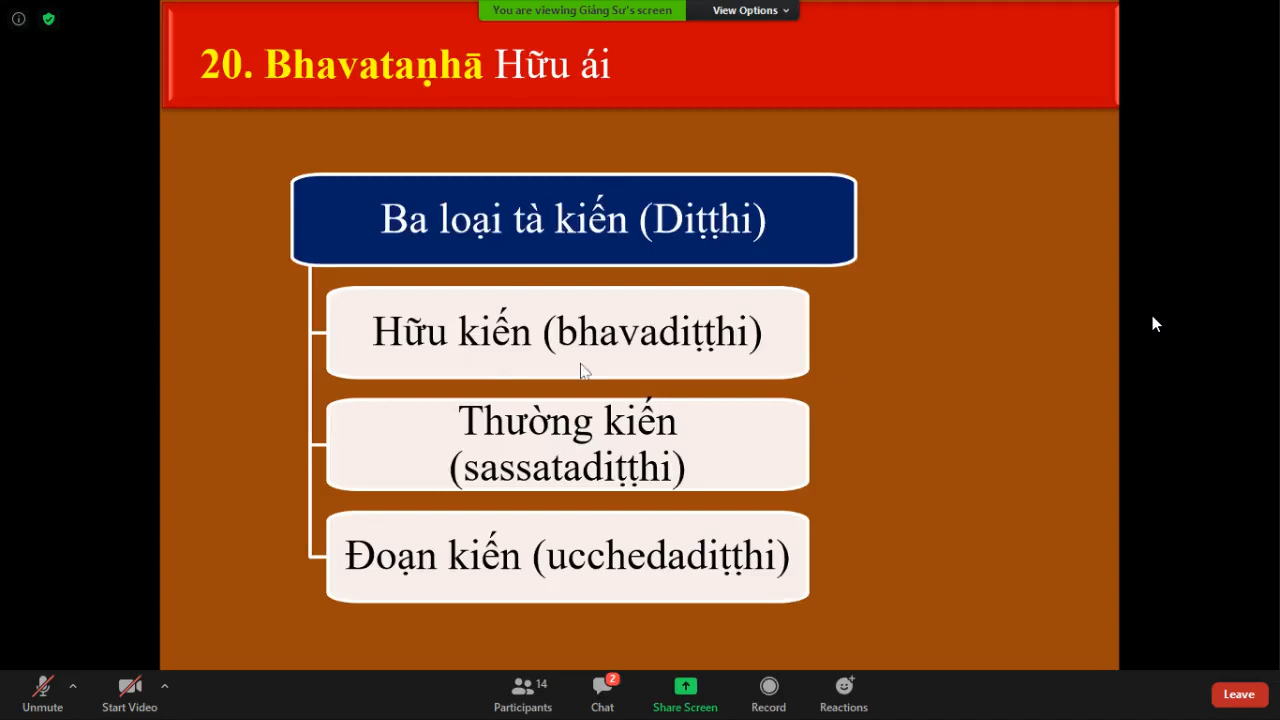 You are viewing Giảng Sư's screen
View Options
20. Bhavataṇhā Hữu ái
Ba loại tà kiến (Diṭṭhi)
Hữu kiến (bhavadiṭṭhi)
Thường kiến
(sassatadiṭṭhi)
Đoạn kiến (ucchedadiṭṭhi)
Unmute
Start Video
14
Participants
2
Chat
Share Screen
Record
Reactions
Leave